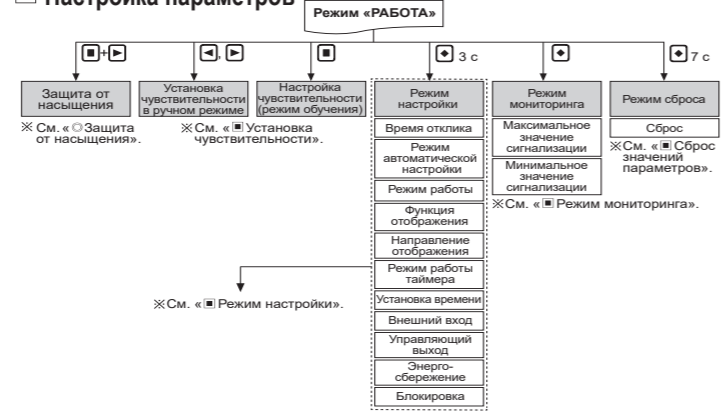 Настройка параметров
Режим «РАБОТА»
■+►
◄, ►
■
◆ 3 с
◆
◆ 7 с
Защита от
насыщения
※ См. «◎Защита
от насыщения».
Установка
чувствительности
в ручном режиме
Настройка
чувствительности
(режим обучения)
※См. «▣ Установка
чувствительности».
Режим
настройки
Время отклика
Режим
автоматической
настройки
Режим работы
Функция
отображения
Направление
отображения
Режим работы
таймера
Установка времени
Внешний вход
Управляющий
выход
Энерго-
сбережение
Блокировка
※См. «▣ Режим настройки».
Режим
мониторинга
Максимальное
значение
сигнализации
Минимальное
значение
сигнализации
※См. «▣ Режим мониторинга».
Режим сброса
Сброс
※См. «▣ Сброс
значений
параметров».